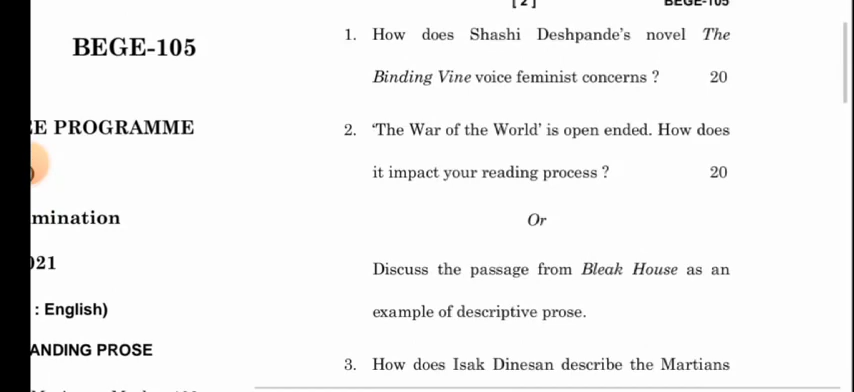 [ 2 ]
BEGE-105
BEGE-105
E PROGRAMME
)
mination
021
: English)
ANDING PROSE
1. How does Shashi Deshpande's novel The
Binding Vine voice feminist concerns ? 20
2. 'The War of the World' is open ended. How does
it impact your reading process ? 20
Or
Discuss the passage from Bleak House as an
example of descriptive prose.
3. How does Isak Dinesan describe the Martians